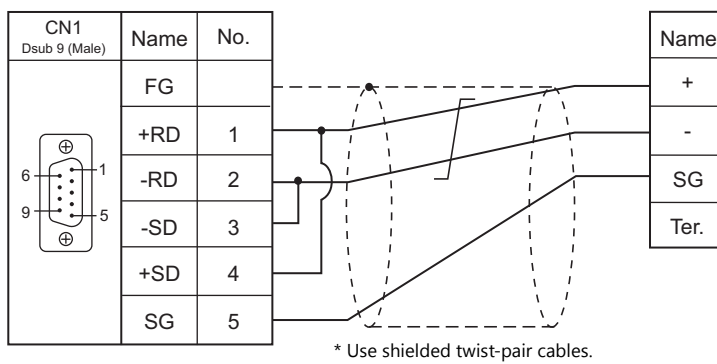 CN1
Dsub 9 (Male)
Name No.
FG
+RD 1
-RD 2
-SD 3
+SD 4
SG 5
6 1
9 5
Name
+
-
SG
Ter.
* Use shielded twist-pair cables.